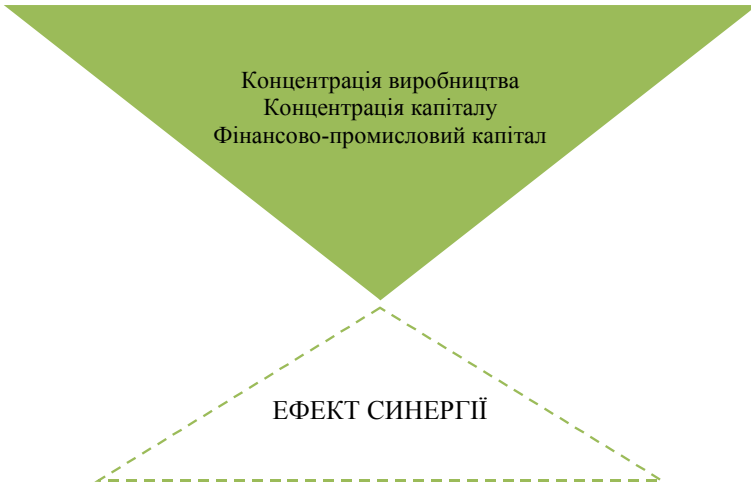 Концентрація виробництва
Концентрація капіталу
Фінансово-промисловий капітал
ЕФЕКТ СИНЕРГІЇ